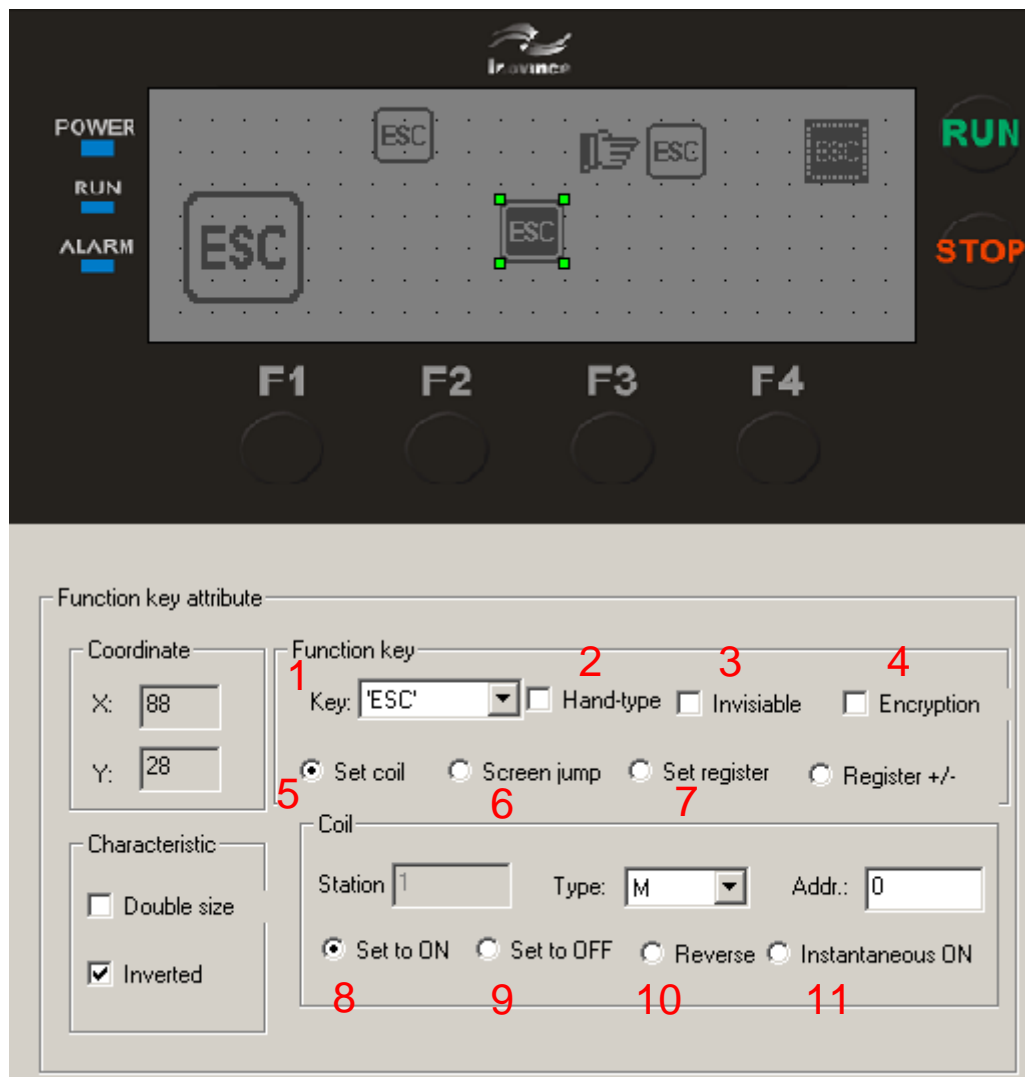 Inovince
POWER
RUN
ALARM
ESC
ESC
ESC
ESC
ESC
RUN
STOP
F1 F2 F3 F4
Function key attribute
Coordinate
X: 88
Y: 28
Characteristic
Double size
Inverted
Function key
1 2 3 4
Key: 'ESC' Hand-type Invisiable Encryption
Set coil Screen jump Set register Register +/-
5 6 7
Coil
Station 1 Type: M Addr.: 0
Set to ON Set to OFF Reverse Instantaneous ON
8 9 10 11